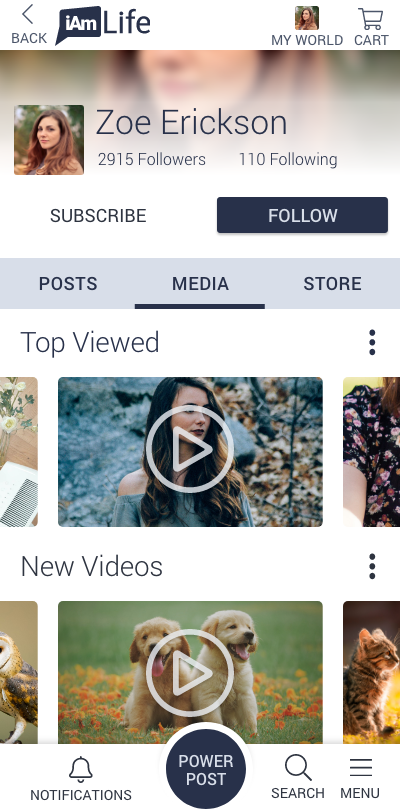 BACK
iAm Life
MY WORLD
CART
Zoe Erickson
2915 Followers
110 Following
SUBSCRIBE
FOLLOW
POSTS
MEDIA
STORE
Top Viewed
New Videos
NOTIFICATIONS
POWER
POST
SEARCH
MENU